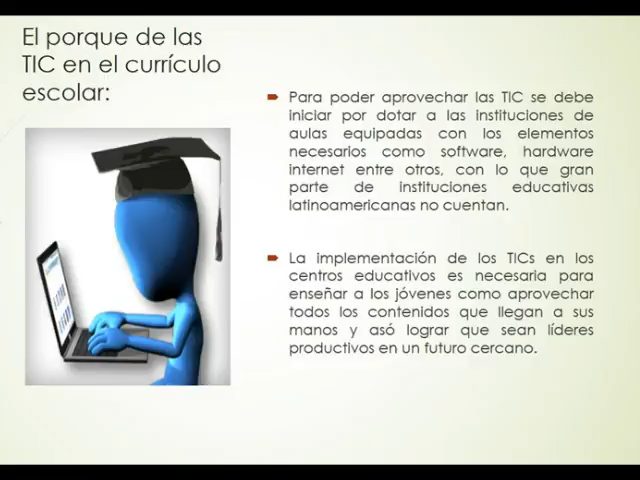 El porque de las
TIC en el currículo
escolar:
Para poder aprovechar las TIC se debe
iniciar por dotar a las instituciones de
aulas equipadas con los elementos
necesarios como software, hardware
internet entre otros, con lo que gran
parte de instituciones educativas
latinoamericanas no cuentan.
La implementación de los TICs en los
centros educativos es necesaria para
enseñar a los jóvenes como aprovechar
todos los contenidos que llegan a sus
manos y asó lograr que sean líderes
productivos en un futuro cercano.